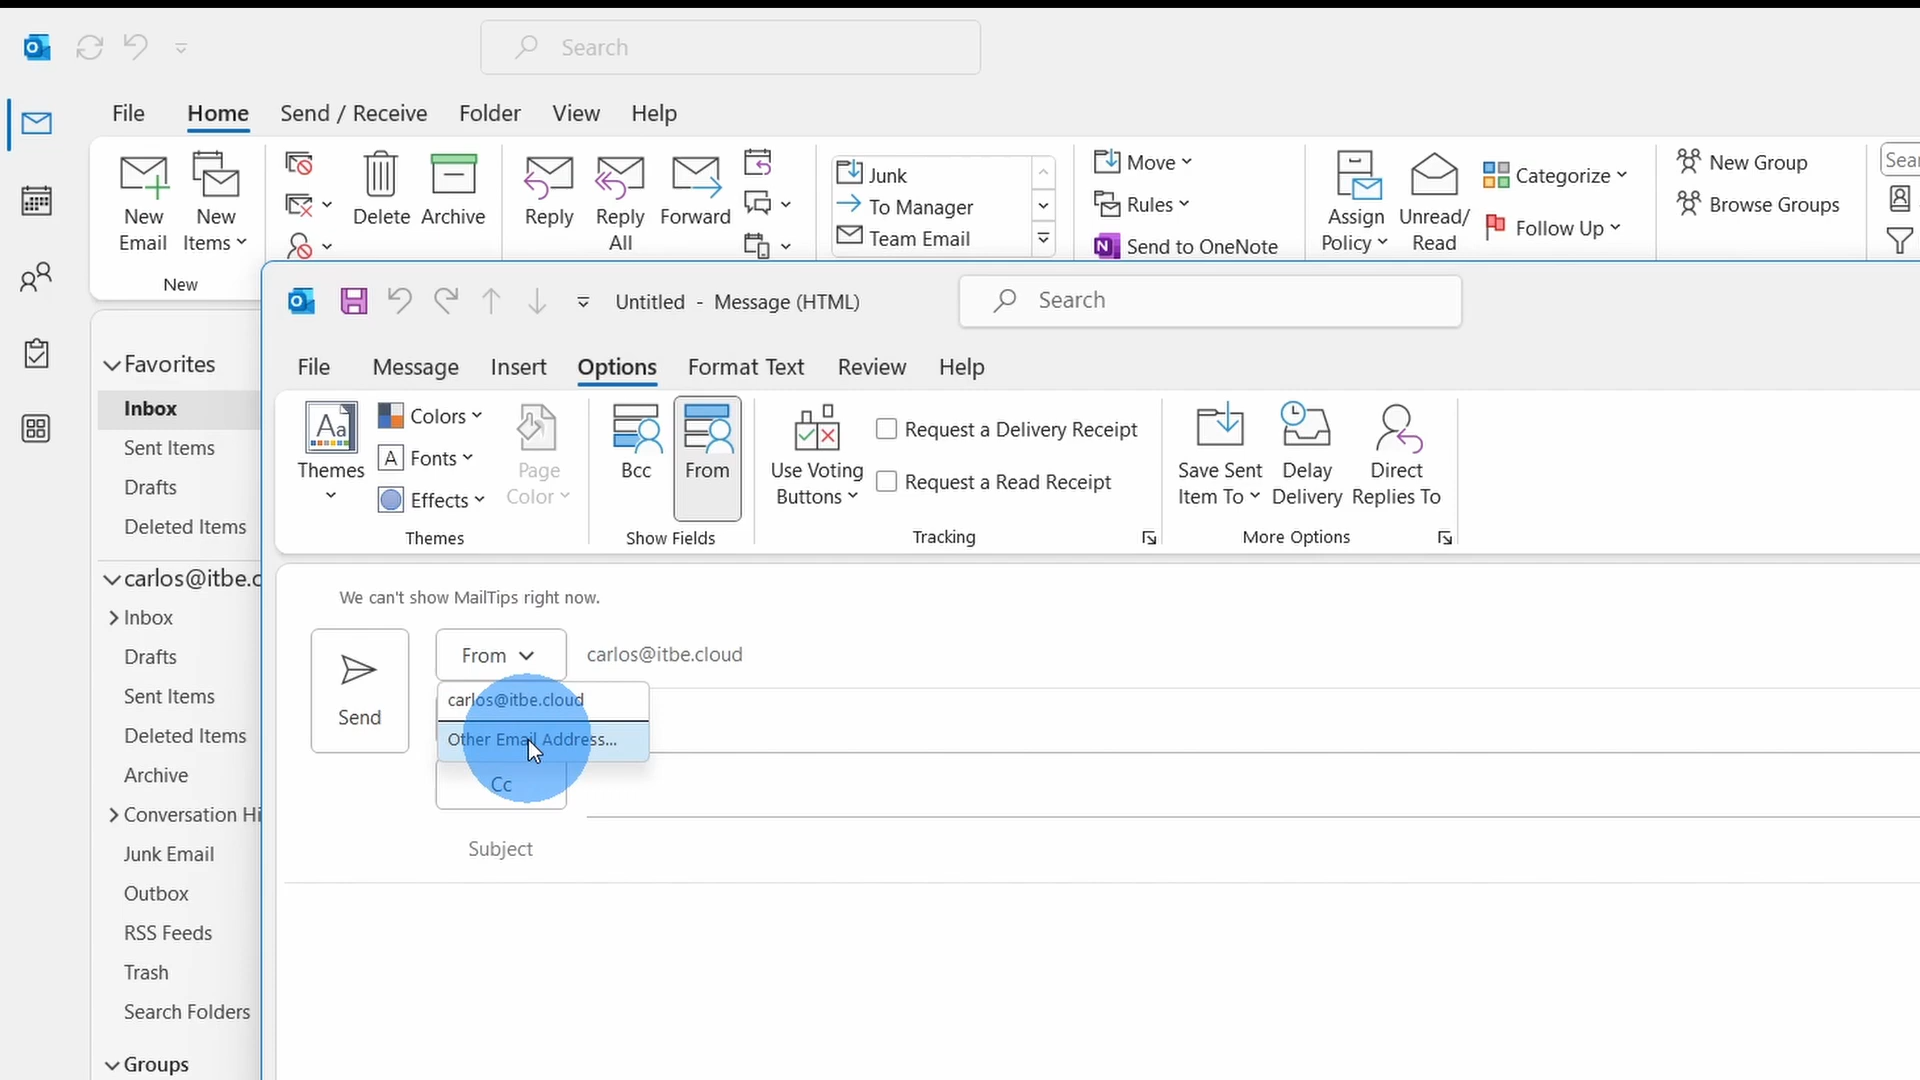 Search
File Home Send / Receive Folder View Help
New Email
New Items
New
Delete
Archive
Reply
Reply All
Forward
Junk
To Manager
Team Email
Move
Rules
Send to OneNote
Assign Policy
Unread/ Read
Categorize
Follow Up
New Group
Browse Groups
Sear
Favorites
Inbox
Sent Items
Drafts
Deleted Items
carlos@itbe.c
Inbox
Drafts
Sent Items
Deleted Items
Archive
Conversation Hi
Junk Email
Outbox
RSS Feeds
Trash
Search Folders
Groups
Untitled - Message (HTML)
Search
File Message Insert Options Format Text Review Help
Themes
Colors
Fonts
Effects
Page Color
Themes
Bcc
From
Show Fields
Use Voting Buttons
Request a Delivery Receipt
Request a Read Receipt
Tracking
Save Sent Item To
Delay Delivery
Direct Replies To
More Options
We can't show MailTips right now.
Send
From
carlos@itbe.cloud
carlos@itbe.cloud
Other Email Address...
Cc
Subject